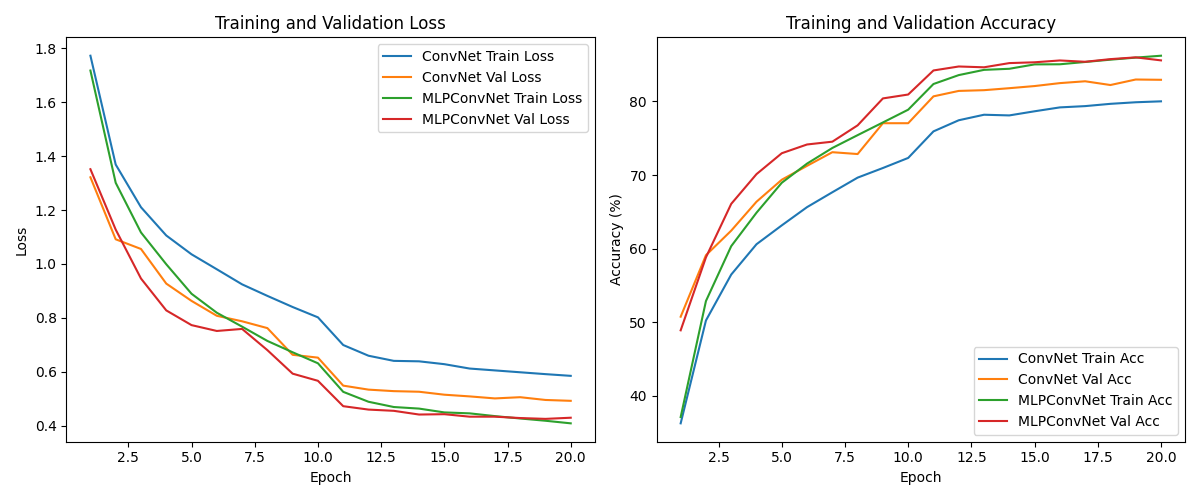 Training and Validation Loss
1.8
1.6
1.4
1.2
1.0
0.8
0.6
0.4
Loss
ConvNet Train Loss
ConvNet Val Loss
MLPConvNet Train Loss
MLPConvNet Val Loss
2.5 5.0 7.5 10.0 12.5 15.0 17.5 20.0
Epoch
Training and Validation Accuracy
80
70
60
50
40
Accuracy (%)
ConvNet Train Acc
ConvNet Val Acc
MLPConvNet Train Acc
MLPConvNet Val Acc
2.5 5.0 7.5 10.0 12.5 15.0 17.5 20.0
Epoch